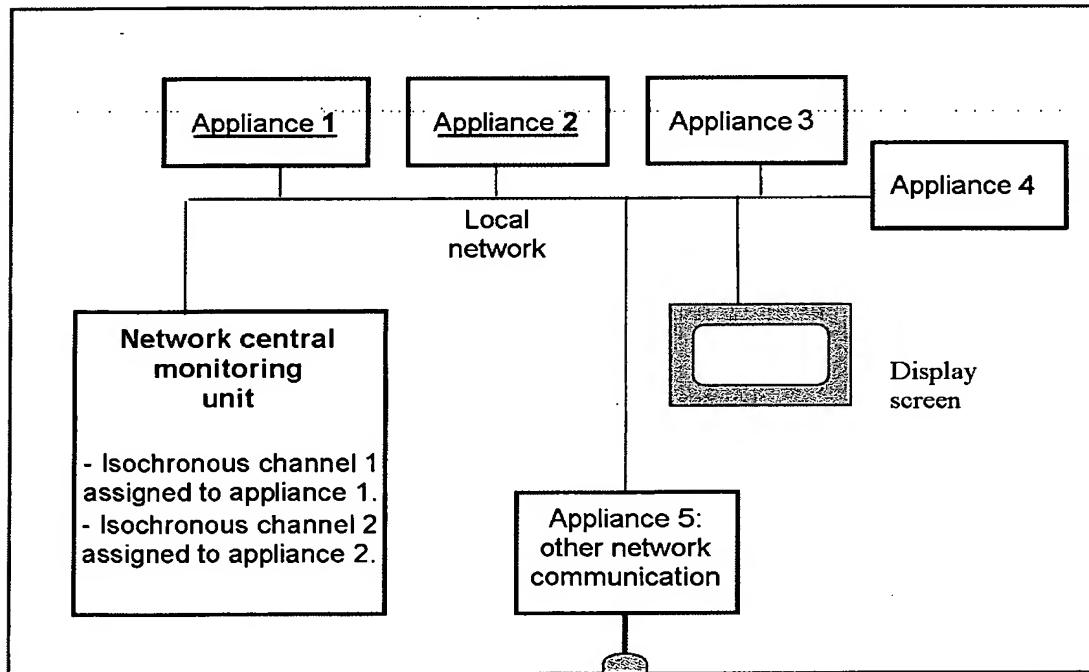 Appliance 1
Appliance 2
Appliance 3
Appliance 4
Local
network
Network central
monitoring
unit
- Isochronous channel 1
assigned to appliance 1.
- Isochronous channel 2
assigned to appliance 2.
Display
screen
Appliance 5:
other network
communication